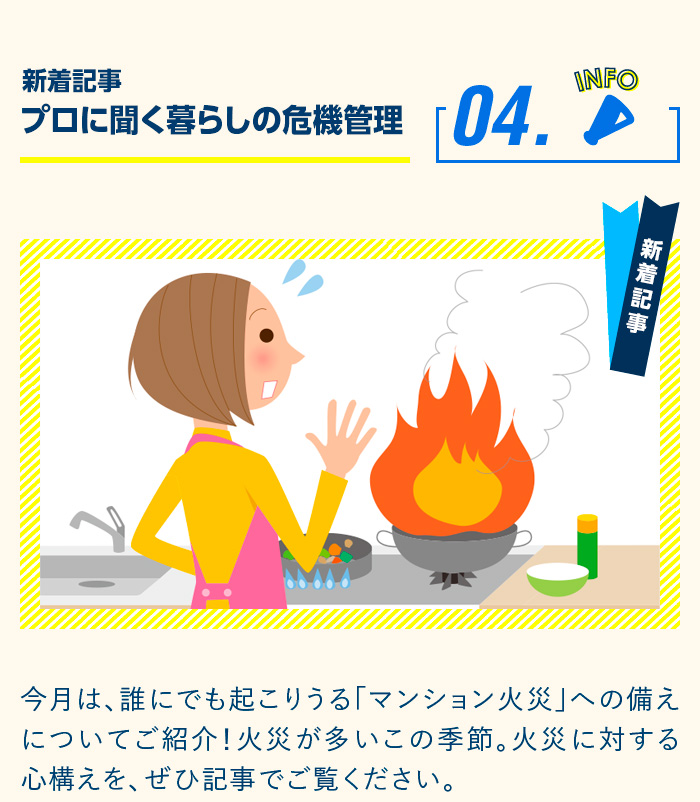 新着記事
プロに聞く暮らしの危機管理
04.
INFO
新着記事
今月は、誰にでも起こりうる「マンション火災」への備え
についてご紹介！火災が多いこの季節。火災に対する
心構えを、ぜひ記事でご覧ください。